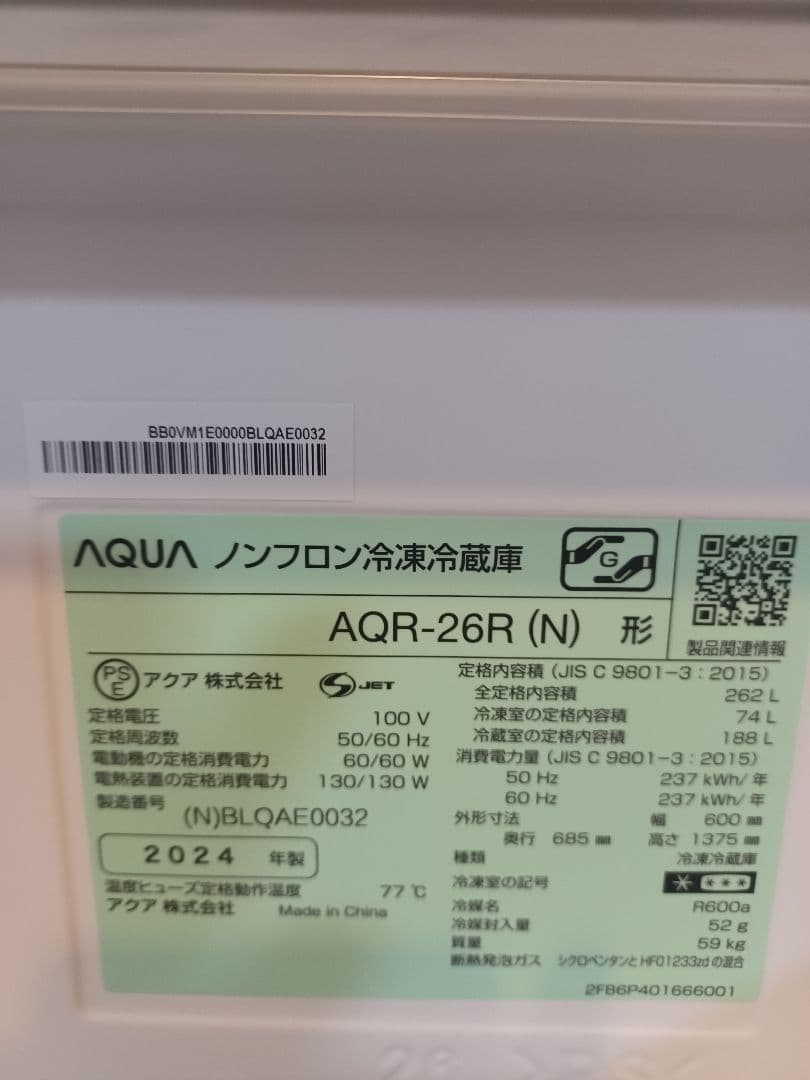 BB0VM1E0000BLQAE0032
AQUA ノンフロン冷凍冷蔵庫
G
AQR-26R (N) 形
製品関連情報
PS
E
アクア 株式会社
S JET
定格電圧 100 V
定格周波数 50/60 Hz
電動機の定格消費電力 60/60 W
電熱装置の定格消費電力 130/130 W
製造番号
(N)BLQAE0032
2024 年製
温度ヒューズ定格動作温度 77 ℃
アクア 株式会社 Made in China
定格内容積 (JIS C 9801-3：2015)
全定格内容積 262 L
冷凍室の定格内容積 74 L
冷蔵室の定格内容積 188 L
消費電力量 (JIS C 9801-3：2015)
50 Hz 237 kWh/年
60 Hz 237 kWh/年
外形寸法 幅 600 ㎜
奥行 685 ㎜ 高さ 1375 ㎜
種類 冷凍冷蔵庫
冷凍室の記号
冷媒名 R600a
冷媒封入量 52 g
質量 59 kg
断熱発泡ガス シクロペンタンとHFO1233zdの混合
2FB6P401666001